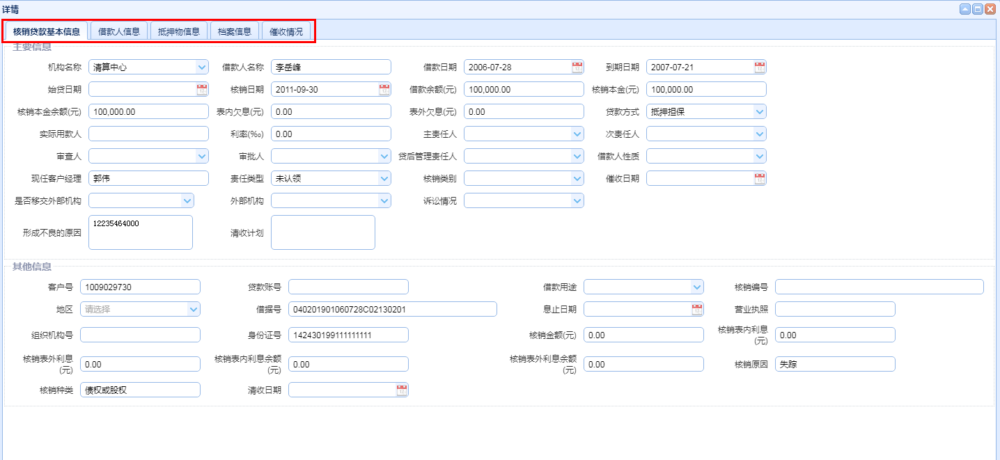 详情
核销贷款基本信息 借款人信息 抵押物信息 档案信息 催收情况
主要信息
机构名称 清算中心 借款人名称 李岳峰 借款日期 2006-07-28 到期日期 2007-07-21
始贷日期 核销日期 2011-09-30 借款余额(元) 100,000.00 核销本金(元) 100,000.00
核销本金余额(元) 100,000.00 表内欠息(元) 0.00 表外欠息(元) 0.00 贷款方式 抵押担保
实际用款人 利率(‰) 0.00 主责任人 次责任人
审查人 审批人 贷后管理责任人 借款人性质
现任客户经理 郭伟 责任类型 未认领 核销类别 催收日期
是否移交外部机构 外部机构 诉讼情况
形成不良的原因 12235464000 清收计划
其他信息
客户号 1009029730 贷款账号 借款用途 核销编号
地区 请选择 借据号 040201901060728C02130201 息止日期 营业执照
组织机构号 身份证号 142430199111111111 核销金额(元) 0.00 核销表内利息(元) 0.00
核销表外利息(元) 0.00 核销表内利息余额(元) 0.00 核销表外利息余额(元) 0.00 核销原因 失踪
核销种类 债权或股权 清收日期